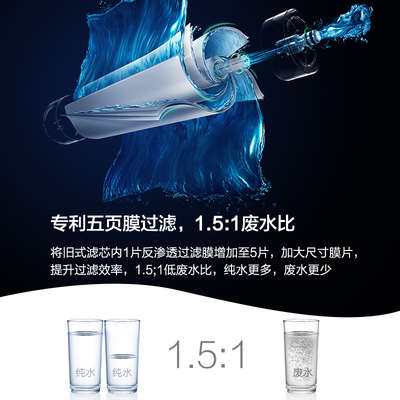 专利五页膜过滤，1.5:1废水比
将旧式滤芯内1片反渗透过滤膜增加至5片，加大尺寸膜片，
提升过滤效率，1.5;1低废水比，纯水更多，废水更少
纯水 纯水 1.5:1 废水